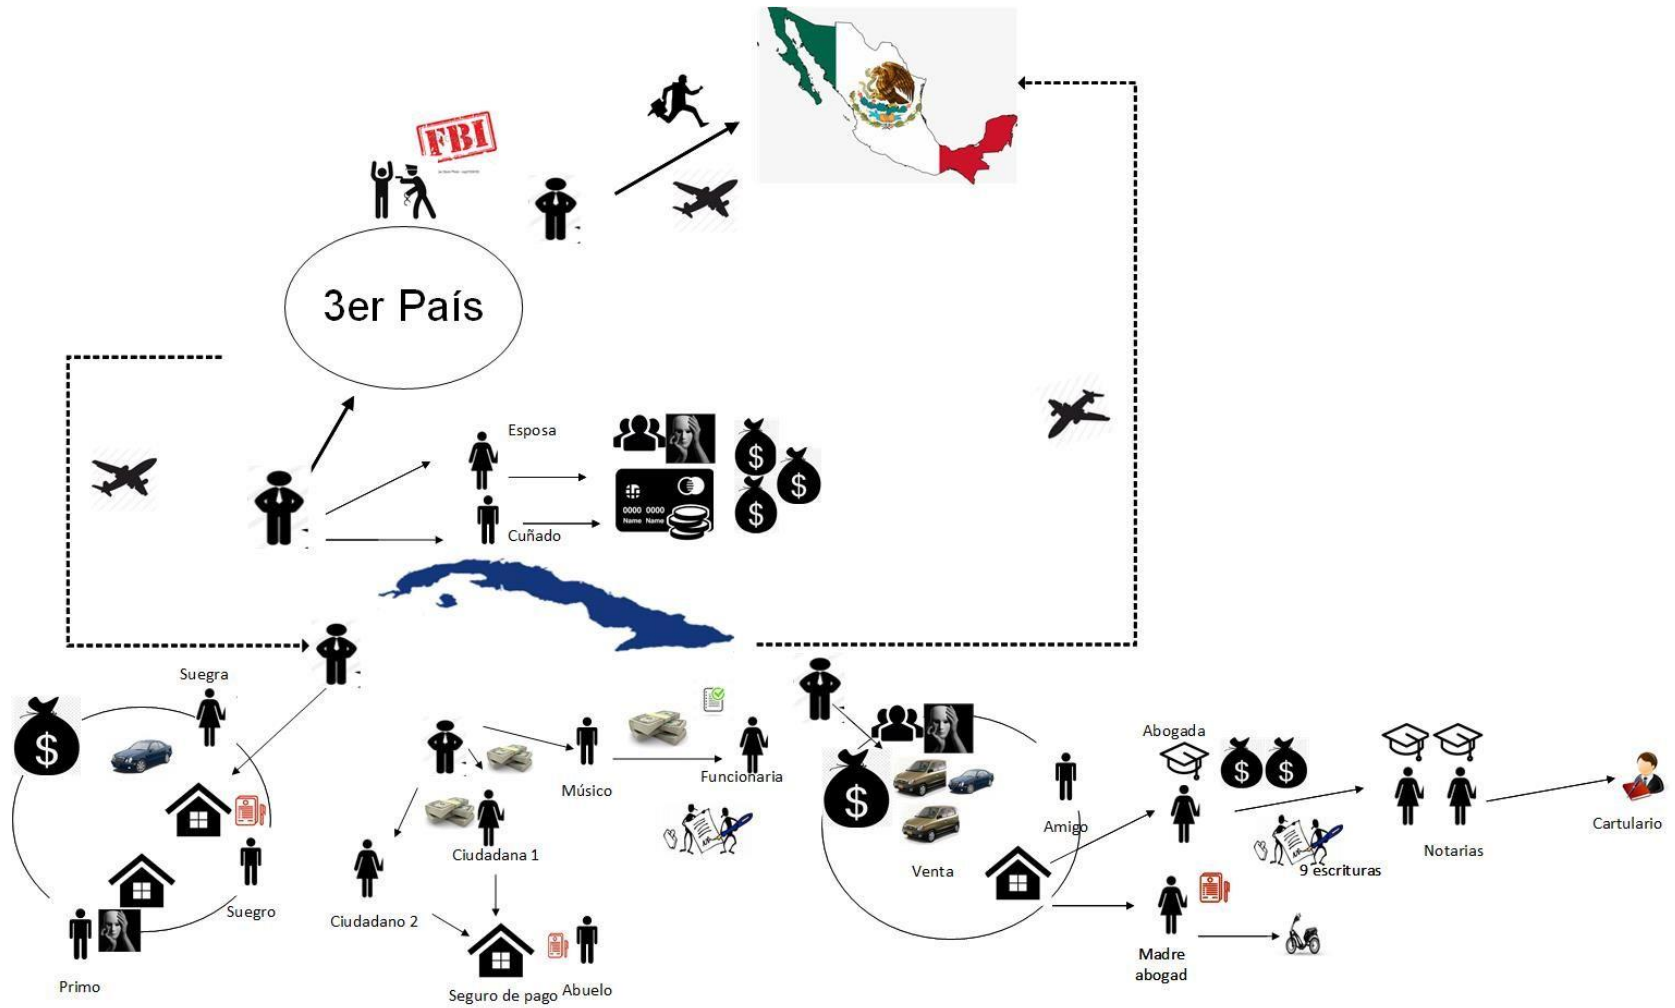 FBI
3er País
Esposa
0000 0000
Name Name
Cuñado
$
$
$
Suegra
$
Suegro
Primo
Músico
Funcionaria
Ciudadana 1
Ciudadano 2
Seguro de pago
Abuelo
$
Venta
Amigo
Abogada
$ $
9 escrituras
Notarias
Cartulario
Madre
abogad